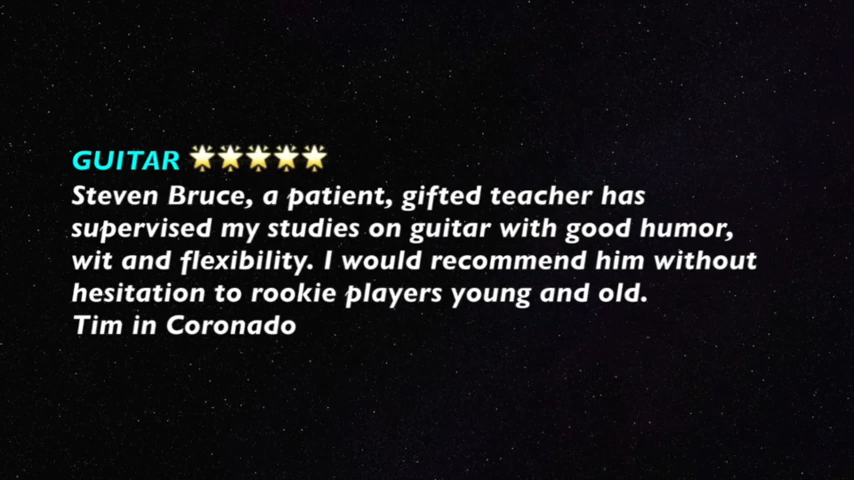 GUITAR 🌟🌟🌟🌟🌟
Steven Bruce, a patient, gifted teacher has
supervised my studies on guitar with good humor,
wit and flexibility. I would recommend him without
hesitation to rookie players young and old.
Tim in Coronado